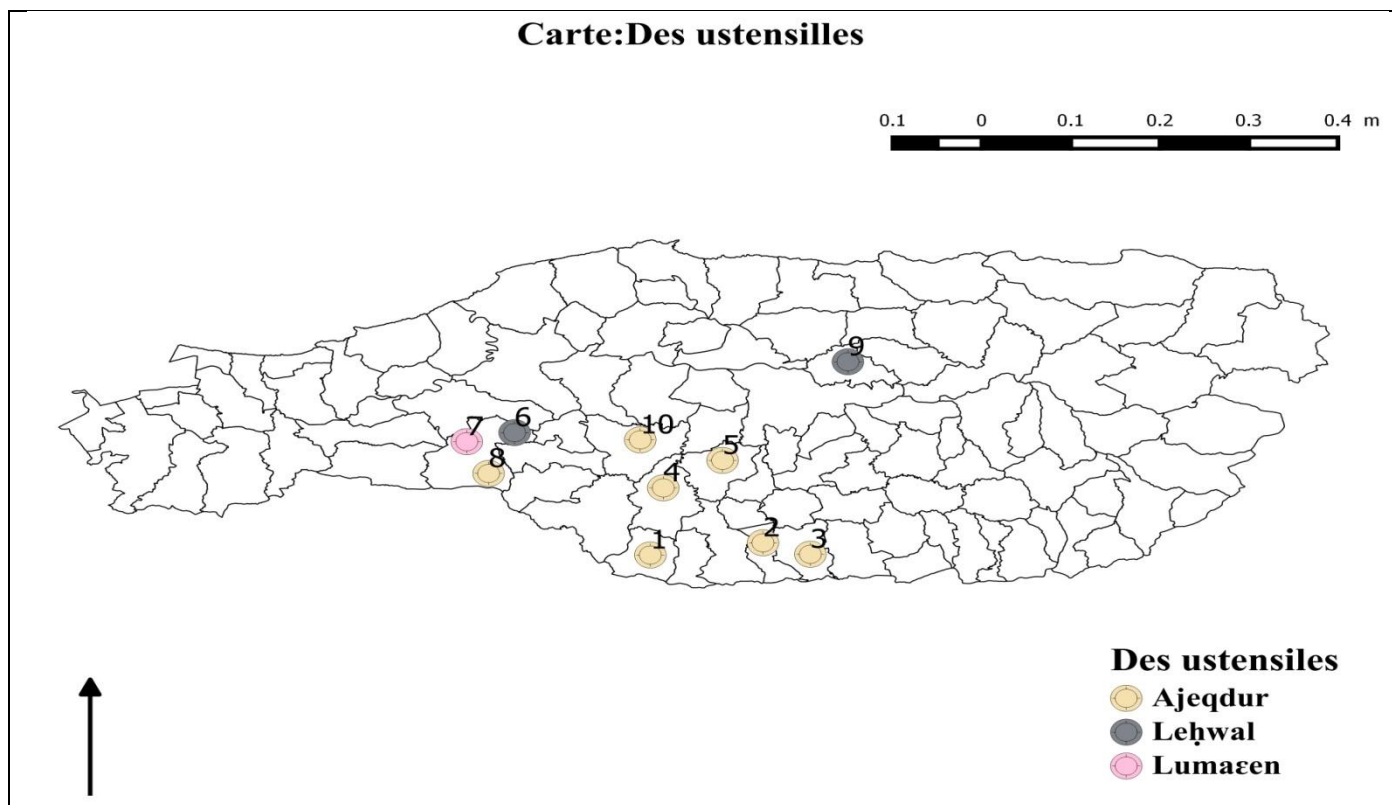 Carte:Des ustensilles
0.1 0 0.1 0.2 0.3 0.4 m
9
7 6 10
8 4 5
1 2 3
Des ustensiles
Ajeqdur
Leḥwal
Lumaɛen